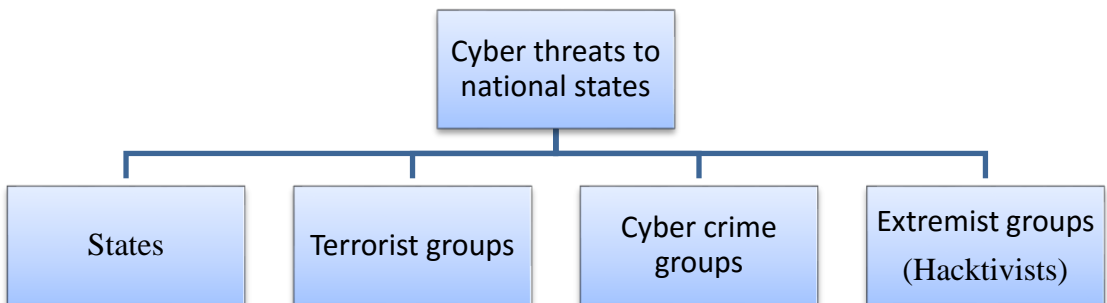 Cyber threats to
national states
States
Terrorist groups
Cyber crime
groups
Extremist groups
(Hacktivists)